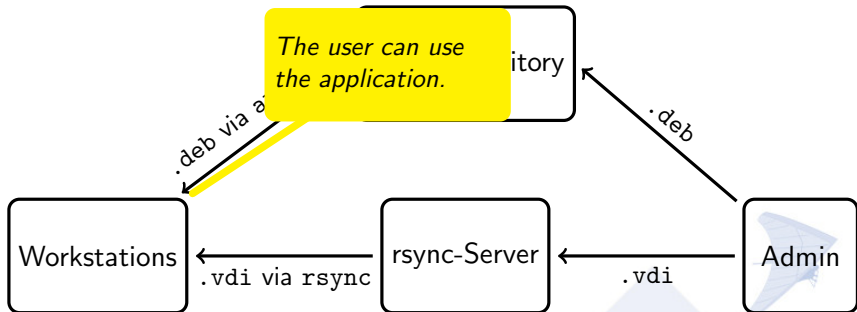 The user can use
the application.
itory
.deb via a
.deb
Workstations
rsync-Server
Admin
.vdi via rsync
.vdi